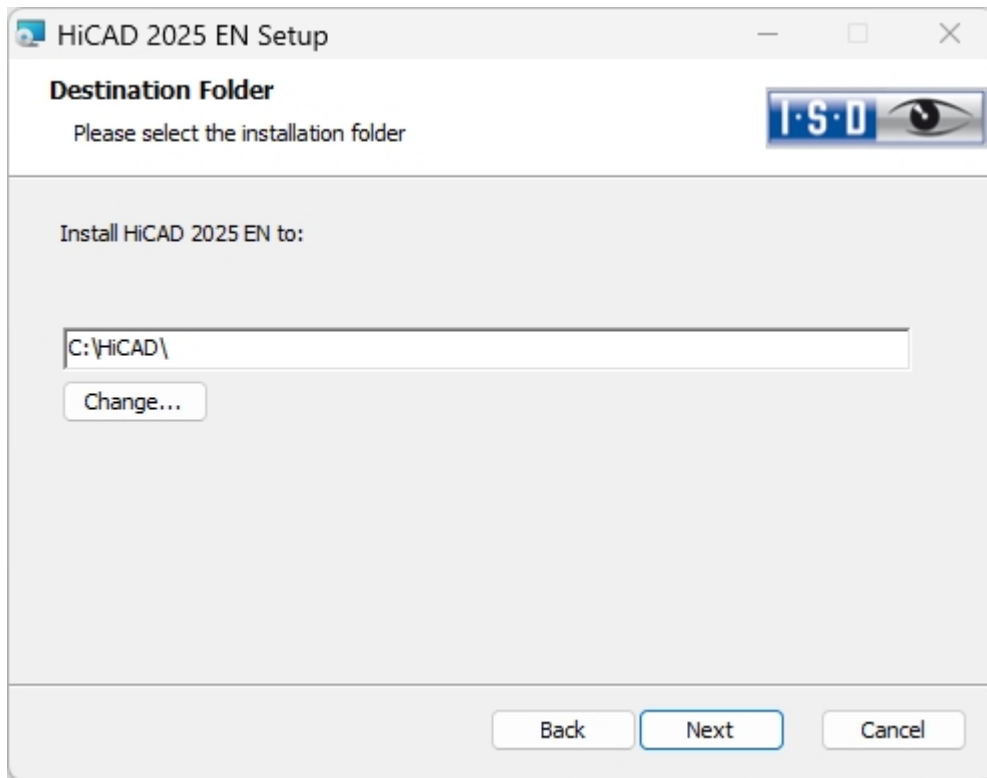 HiCAD 2025 EN Setup
Destination Folder
Please select the installation folder
I·S·D
Install HiCAD 2025 EN to:
C:\HiCAD\
Change...
Back Next Cancel